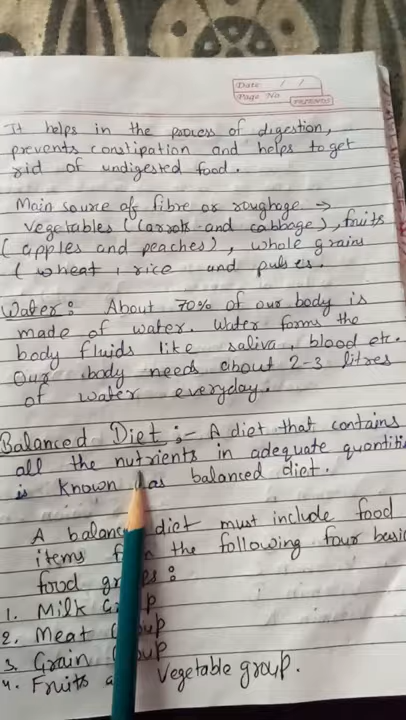 Date / /
Page No.
It helps in the process of digestion,
prevents constipation and helps to get
rid of undigested food.
Main source of fibre or roughage →
vegetables (carrots and cabbage), fruits
(apples and peaches), whole grains
(wheat, rice and pulses.
Water: About 70% of our body is
made of water. Water forms the
body fluids like saliva, blood etc.
Our body needs about 2-3 litres
of water everyday.
Balanced Diet :- A diet that contains
all the nutrients in adequate
is known as balanced diet.
A diet must include food
items the following four
food
1. Milk
2. Meat
3. Grain
4. Fruits Vegetable group.